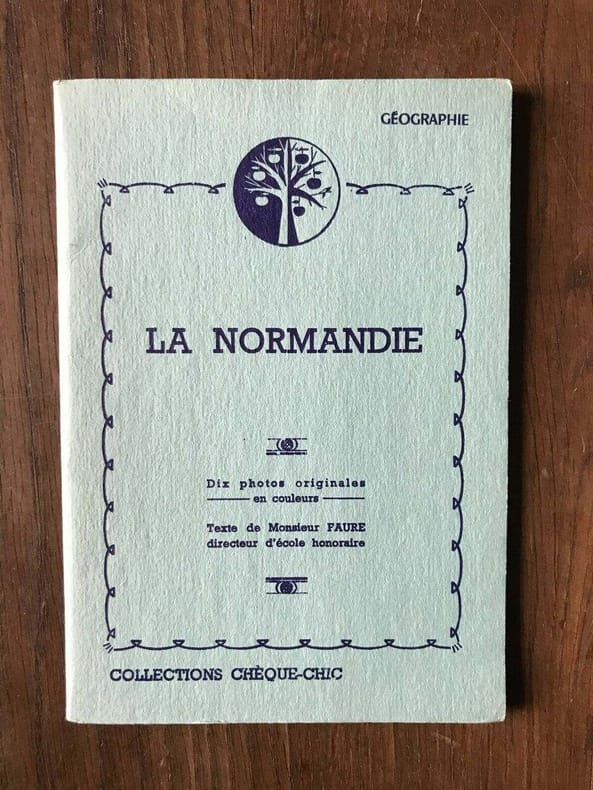 GÉOGRAPHIE
LA NORMANDIE
Dix photos originales
en couleurs
Texte de Monsieur FAURE
directeur d'école honoraire
COLLECTIONS CHÈQUE-CHIC